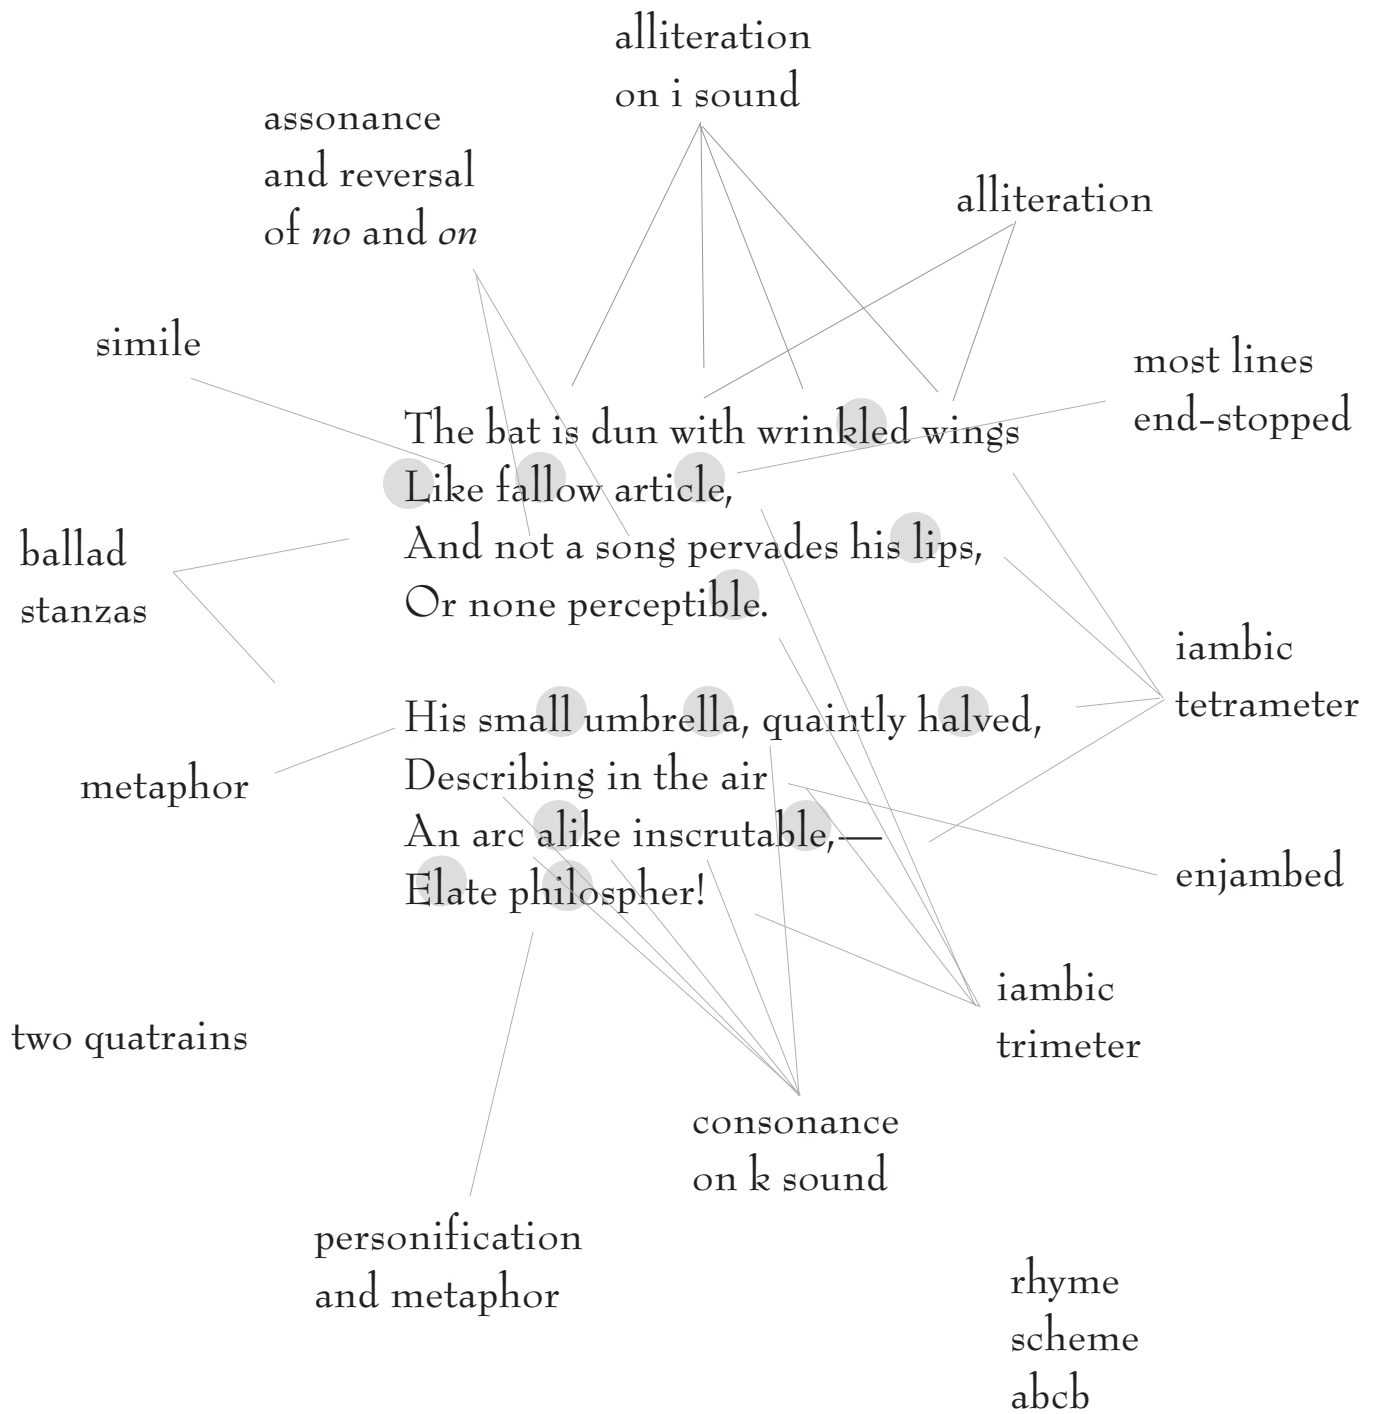 alliteration
on i sound
assonance
and reversal
of no and on
alliteration
simile
most lines
end-stopped
The bat is dun with wrinkled wings
Like fallow article,
And not a song pervades his lips,
Or none perceptible.
ballad
stanzas
iambic
tetrameter
His small umbrella, quaintly halved,
Describing in the air
An arc alike inscrutable,—
Elate philospher!
metaphor
enjambed
iambic
trimeter
two quatrains
consonance
on k sound
personification
and metaphor
rhyme
scheme
abcb